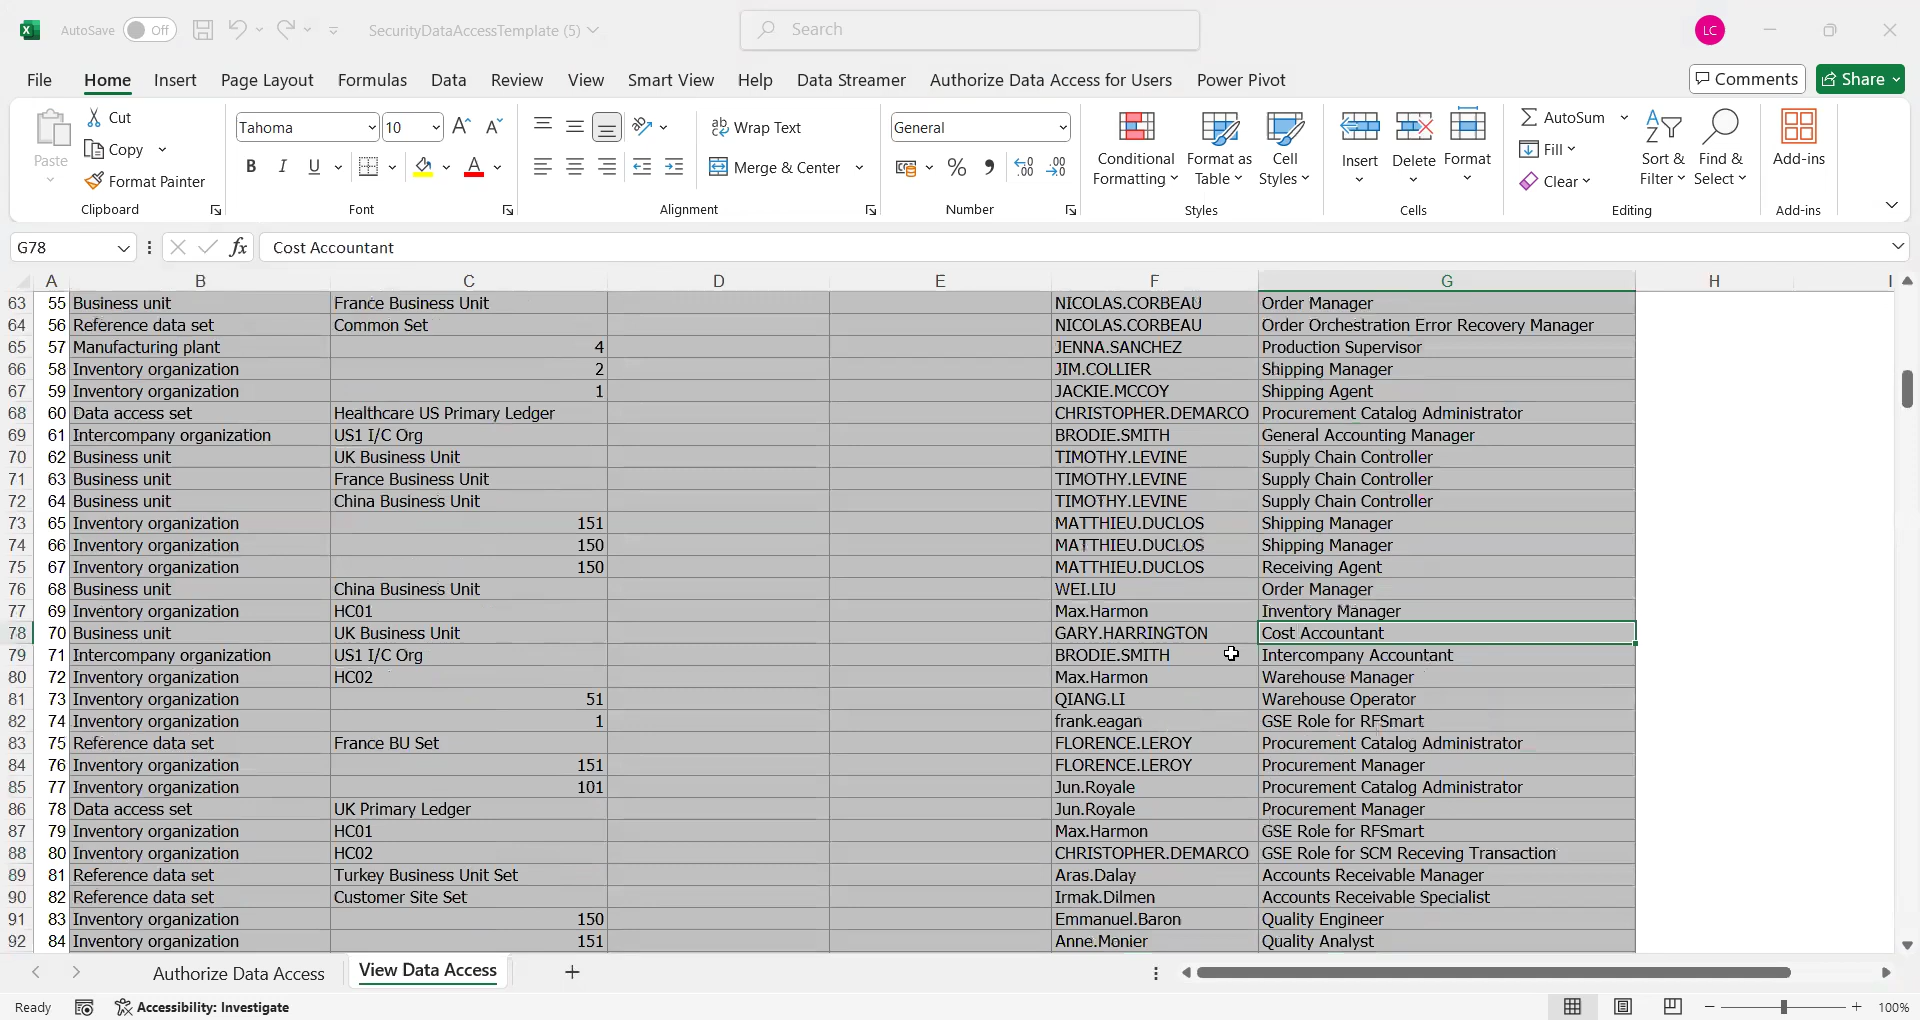 AutoSave Off SecurityDataAccessTemplate (5) Search LC
File Home Insert Page Layout Formulas Data Review View Smart View Help Data Streamer Authorize Data Access for Users Power Pivot Comments Share
Paste Cut Copy Format Painter Clipboard
Tahoma 10 B I U A Font
Wrap Text Merge & Center Alignment
General % Number
Conditional Formatting Format as Table Cell Styles Styles
Insert Delete Format Cells
AutoSum Fill Clear Sort & Filter Find & Select Editing
Add-ins Add-ins
G78 fx Cost Accountant
A B C D E F G H I
63 55 Business unit France Business Unit NICOLAS.CORBEAU Order Manager
64 56 Reference data set Common Set NICOLAS.CORBEAU Order Orchestration Error Recovery Manager
65 57 Manufacturing plant 4 JENNA.SANCHEZ Production Supervisor
66 58 Inventory organization 2 JIM.COLLIER Shipping Manager
67 59 Inventory organization 1 JACKIE.MCCOY Shipping Agent
68 60 Data access set Healthcare US Primary Ledger CHRISTOPHER.DEMARCO Procurement Catalog Administrator
69 61 Intercompany organization US1 I/C Org BRODIE.SMITH General Accounting Manager
70 62 Business unit UK Business Unit TIMOTHY.LEVINE Supply Chain Controller
71 63 Business unit France Business Unit TIMOTHY.LEVINE Supply Chain Controller
72 64 Business unit China Business Unit TIMOTHY.LEVINE Supply Chain Controller
73 65 Inventory organization 151 MATTHIEU.DUCLOS Shipping Manager
74 66 Inventory organization 150 MATTHIEU.DUCLOS Shipping Manager
75 67 Inventory organization 150 MATTHIEU.DUCLOS Receiving Agent
76 68 Business unit China Business Unit WEI.LIU Order Manager
77 69 Inventory organization HC01 Max.Harmon Inventory Manager
78 70 Business unit UK Business Unit GARY.HARRINGTON Cost Accountant
79 71 Intercompany organization US1 I/C Org BRODIE.SMITH Intercompany Accountant
80 72 Inventory organization HC02 Max.Harmon Warehouse Manager
81 73 Inventory organization 51 QIANG.LI Warehouse Operator
82 74 Inventory organization 1 frank.eagan GSE Role for RFSmart
83 75 Reference data set France BU Set FLORENCE.LEROY Procurement Catalog Administrator
84 76 Inventory organization 151 FLORENCE.LEROY Procurement Manager
85 77 Inventory organization 101 Jun.Royale Procurement Catalog Administrator
86 78 Data access set UK Primary Ledger Jun.Royale Procurement Manager
87 79 Inventory organization HC01 Max.Harmon GSE Role for RFSmart
88 80 Inventory organization HC02 CHRISTOPHER.DEMARCO GSE Role for SCM Receving Transaction
89 81 Reference data set Turkey Business Unit Set Aras.Dalay Accounts Receivable Manager
90 82 Reference data set Customer Site Set Irmak.Dilmen Accounts Receivable Specialist
91 83 Inventory organization 150 Emmanuel.Baron Quality Engineer
92 84 Inventory organization 151 Anne.Monier Quality Analyst
Authorize Data Access View Data Access
Ready Accessibility: Investigate 100%